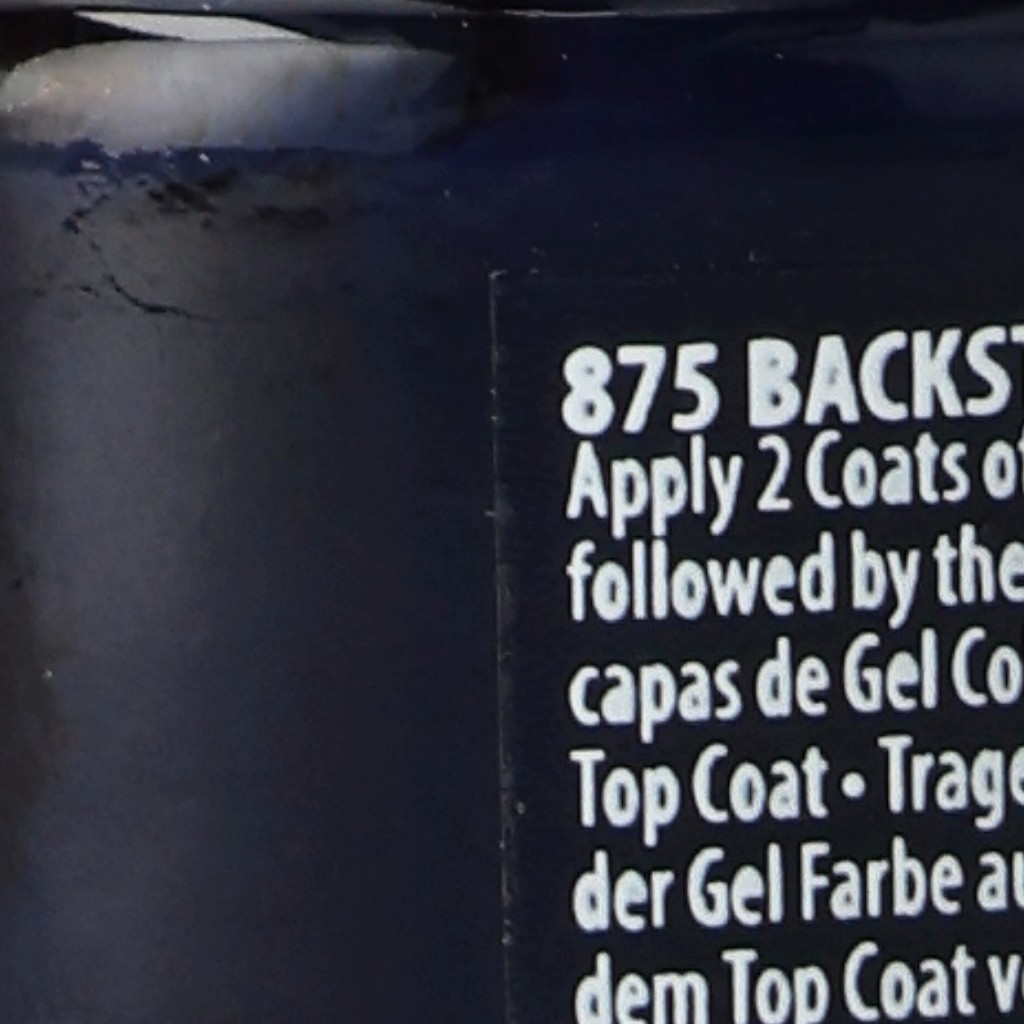 875 BACKS
Apply 2 Coats of
followed by the
capas de Gel Co
Top Coat • Trage
der Gel Farbe au
dem Top Coat v